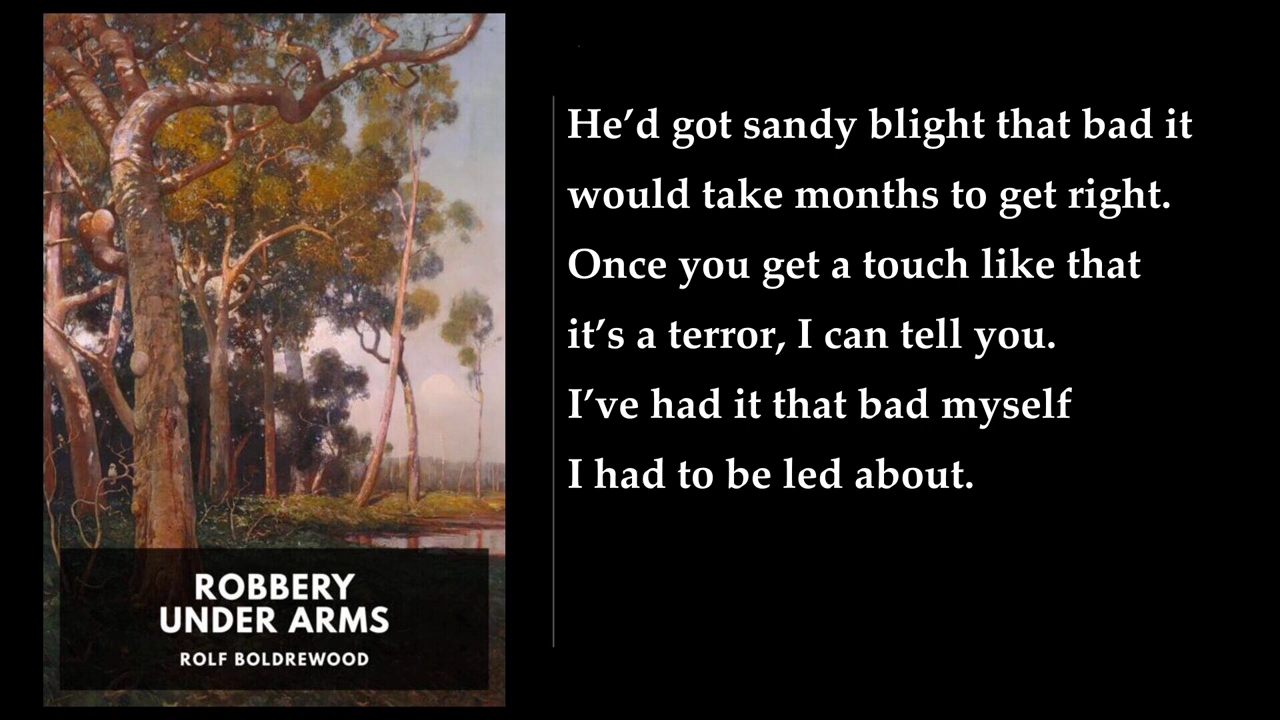 He’d got sandy blight that bad it
would take months to get right.
Once you get a touch like that
it’s a terror, I can tell you.
I’ve had it that bad myself
I had to be led about.
ROBBERY
UNDER ARMS
ROLF BOLDREWOOD